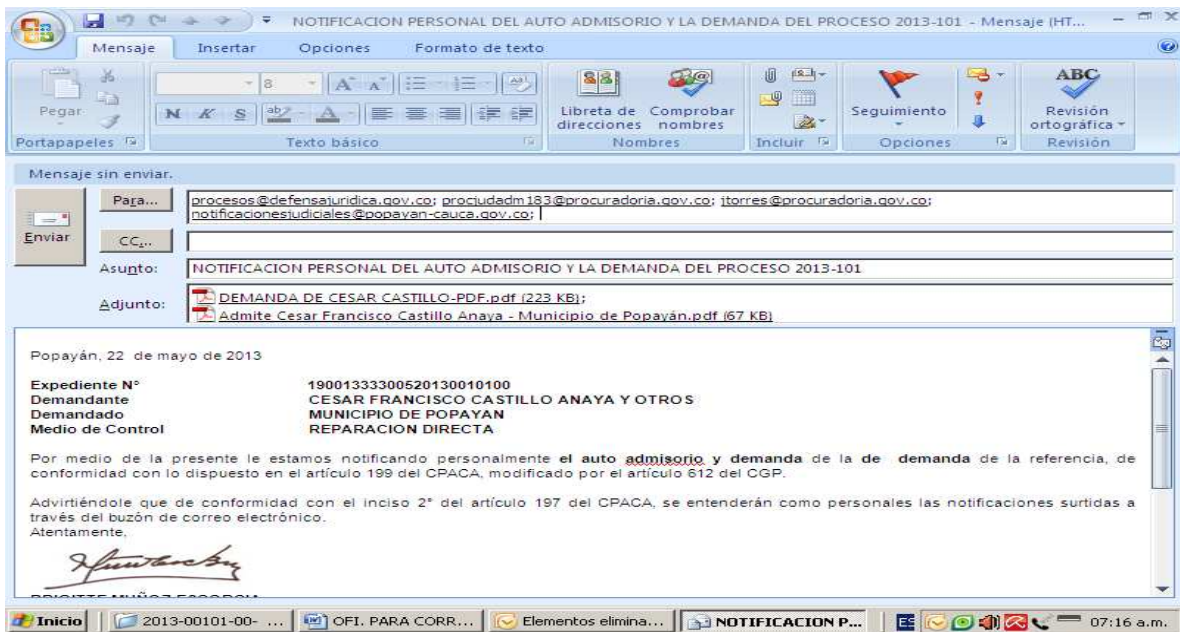 NOTIFICACION PERSONAL DEL AUTO ADMISORIO Y LA DEMANDA DEL PROCESO 2013-101 - Mensaje (HT...
Mensaje Insertar Opciones Formato de texto
Pegar
8
N K S
Libreta de direcciones
Comprobar nombres
Seguimiento
ABC
Revisión ortográfica
Portapapeles Texto básico Nombres Incluir Opciones Revisión
Mensaje sin enviar.
Enviar
Para... procesos@defensajuridica.gov.co; procjudadm183@procuradoria.gov.co; jtorres@procuradoria.gov.co;
notificacionesjudiciales@popayan-cauca.gov.co;
CC...
Asunto: NOTIFICACION PERSONAL DEL AUTO ADMISORIO Y LA DEMANDA DEL PROCESO 2013-101
Adjunto: DEMANDA DE CESAR CASTILLO-PDF.pdf (223 KB);
Admite Cesar Francisco Castillo Anaya - Municipio de Popayán.pdf (67 KB)
Popayán, 22 de mayo de 2013
Expediente N° 19001333300520130010100
Demandante CESAR FRANCISCO CASTILLO ANAYA Y OTROS
Demandado MUNICIPIO DE POPAYAN
Medio de Control REPARACION DIRECTA
Por medio de la presente le estamos notificando personalmente el auto admisorio y demanda de la de demanda de la referencia, de
conformidad con lo dispuesto en el artículo 199 del CPACA, modificado por el artículo 612 del CGP.
Advirtiéndole que de conformidad con el inciso 2° del artículo 197 del CPACA, se entenderán como personales las notificaciones surtidas a
través del buzón de correo electrónico.
Atentamente,
Inicio 2013-00101-00- ... OFI. PARA CORR... Elementos elimina... NOTIFICACION P... ES 07:16 a.m.